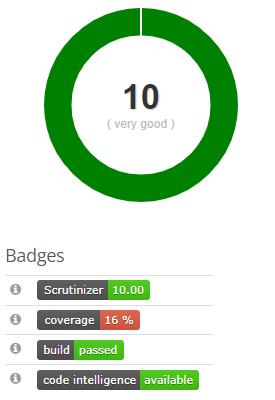 10
( very good )
Badges
Scrutinizer 10.00
coverage 16 %
build passed
code intelligence available